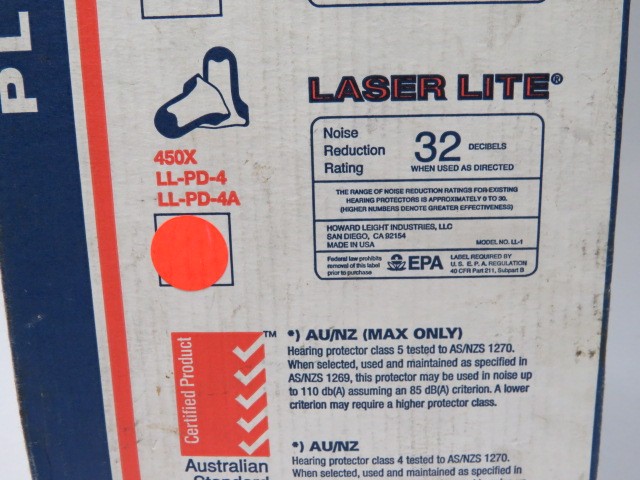 PL
LASER LITE®
Noise
Reduction
Rating
32 DECIBELS
WHEN USED AS DIRECTED
THE RANGE OF NOISE REDUCTION RATINGS FOR EXISTING
HEARING PROTECTORS IS APPROXIMATELY 0 TO 30.
(HIGHER NUMBERS DENOTE GREATER EFFECTIVENESS)
HOWARD LEIGHT INDUSTRIES, LLC
SAN DIEGO, CA 92154
MADE IN USA
MODEL NO. LL-1
Federal law prohibits
removal of this label
prior to purchase
EPA
LABEL REQUIRED BY
U. S. E. P. A. REGULATION
40 CFR Part 211, Subpart B
450X
LL-PD-4
LL-PD-4A
Certified Product
TM
Australian
Standard
•) AU/NZ (MAX ONLY)
Hearing protector class 5 tested to AS/NZS 1270.
When selected, used and maintained as specified in
AS/NZS 1269, this protector may be used in noise up
to 110 db(A) assuming an 85 dB(A) criterion. A lower
criterion may require a higher protector class.
•) AU/NZ
Hearing protector class 4 tested to AS/NZS 1270.
When selected, used and maintained as specified in